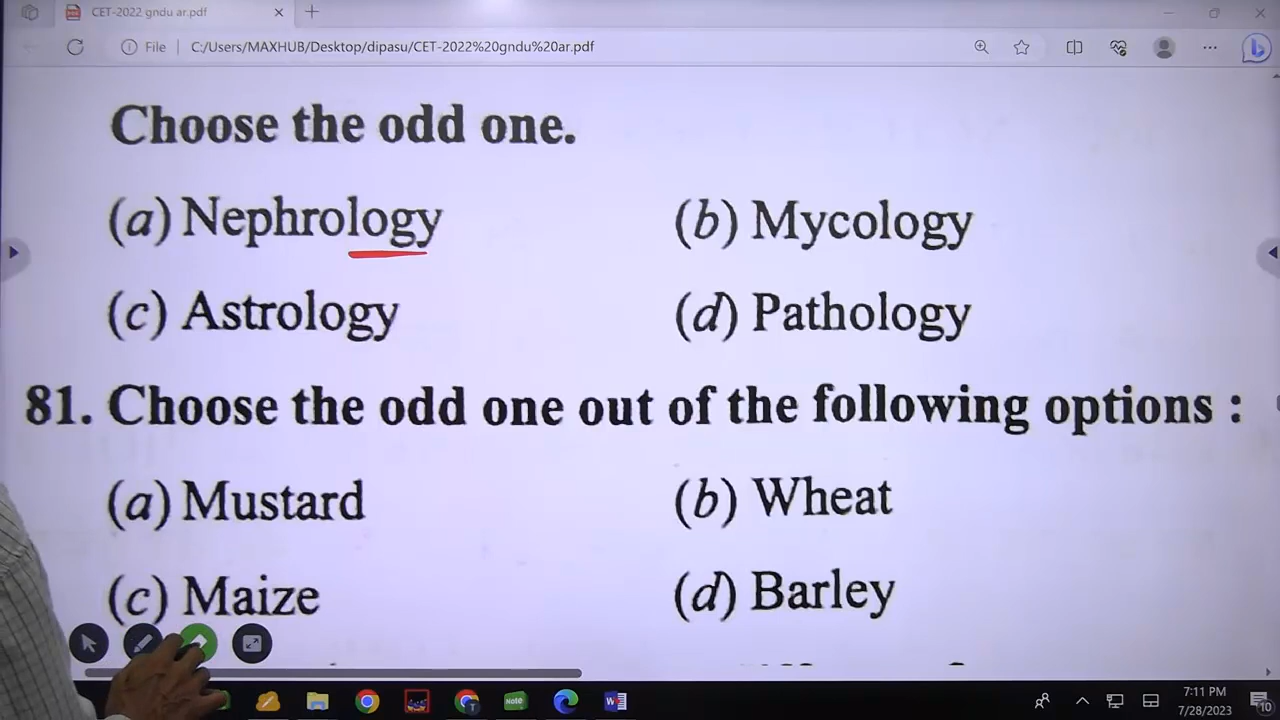 CET-2022 gndu ar.pdf
File C:/Users/MAXHUB/Desktop/dipasu/CET-2022%20gndu%20ar.pdf
Choose the odd one.
(a) Nephrology (b) Mycology
(c) Astrology (d) Pathology
81. Choose the odd one out of the following options :
(a) Mustard (b) Wheat
(c) Maize (d) Barley
Note
7:11 PM
7/28/2023
10